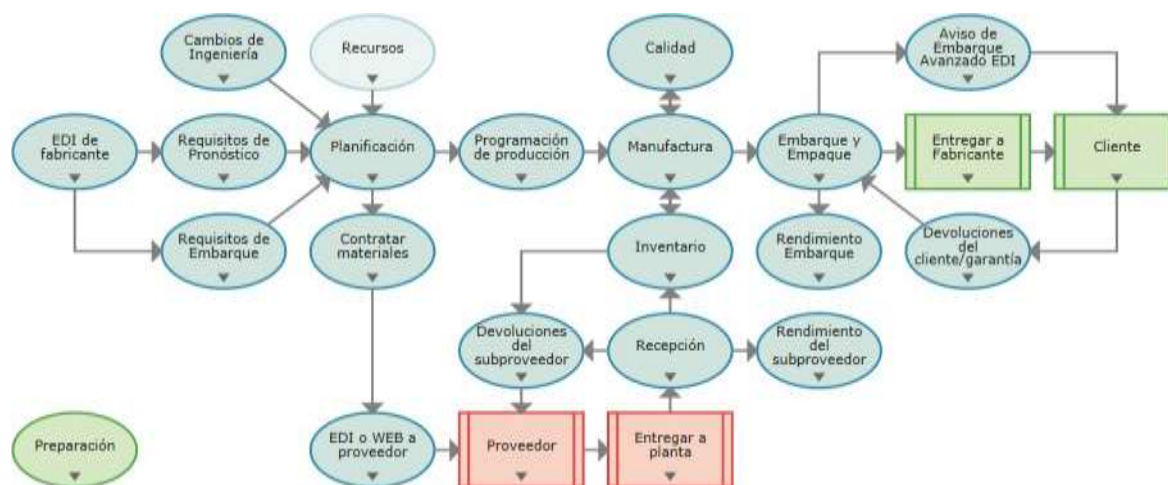 Cambios de
Ingeniería
Recursos
Calidad
Aviso de
Embarque
Avanzado EDI
EDI de
fabricante
Requisitos de
Pronóstico
Planificación
Programación
de producción
Manufactura
Embarque y
Empaque
Entregar a
Fabricante
Cliente
Requisitos de
Embarque
Contratar
materiales
Inventario
Rendimiento
Embarque
Devoluciones
del
cliente/garantía
Devoluciones
del
subproveedor
Recepción
Rendimiento
del
subproveedor
Preparación
EDI o WEB a
proveedor
Proveedor
Entregar a
planta